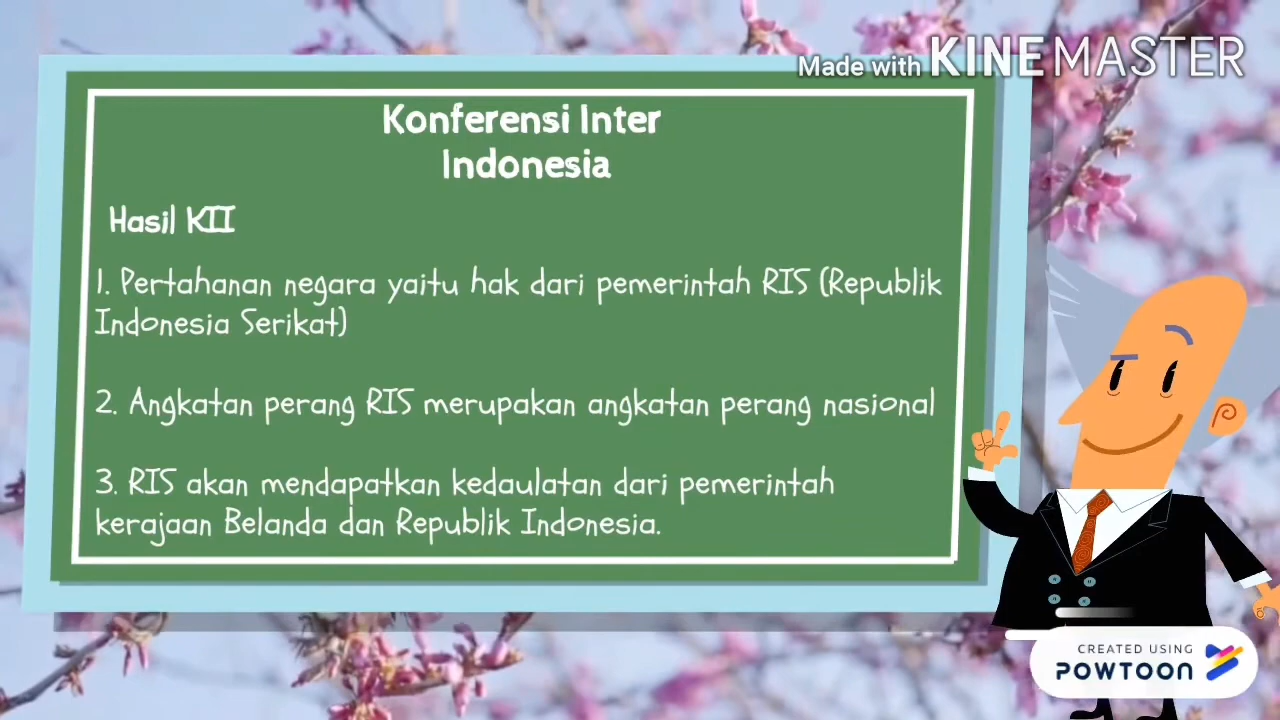 Made with KINEMASTER
Konferensi Inter
Indonesia
Hasil KII
1. Pertahanan negara yaitu hak dari pemerintah RIS (Republik
Indonesia Serikat)
2. Angkatan perang RIS merupakan angkatan perang nasional
3. RIS akan mendapatkan kedaulatan dari pemerintah
kerajaan Belanda dan Republik Indonesia.
CREATED USING
POWTOON